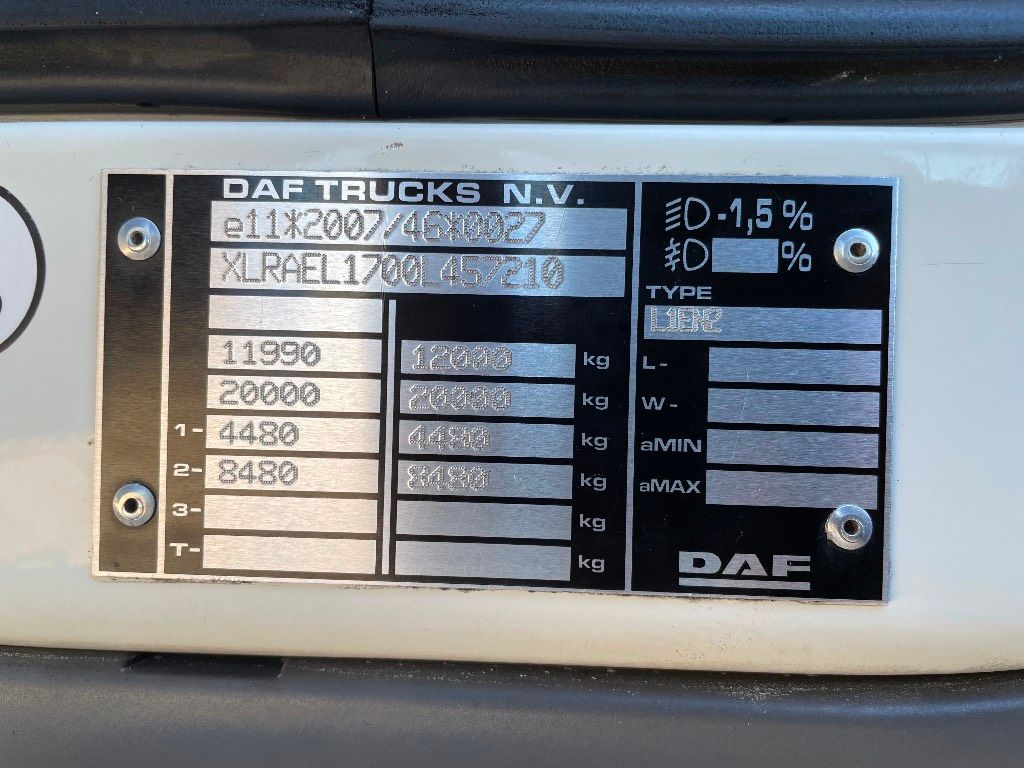 DAF TRUCKS N.V.
e11*2007/46*0027
XLRAEL1700L457210
11990 12000 kg
20000 20000 kg
1- 4480 4480 kg
2- 8480 8480 kg
3- kg
T- kg
-1,5 %
%
TYPE
L1EN2
L-
W-
aMIN
aMAX
DAF